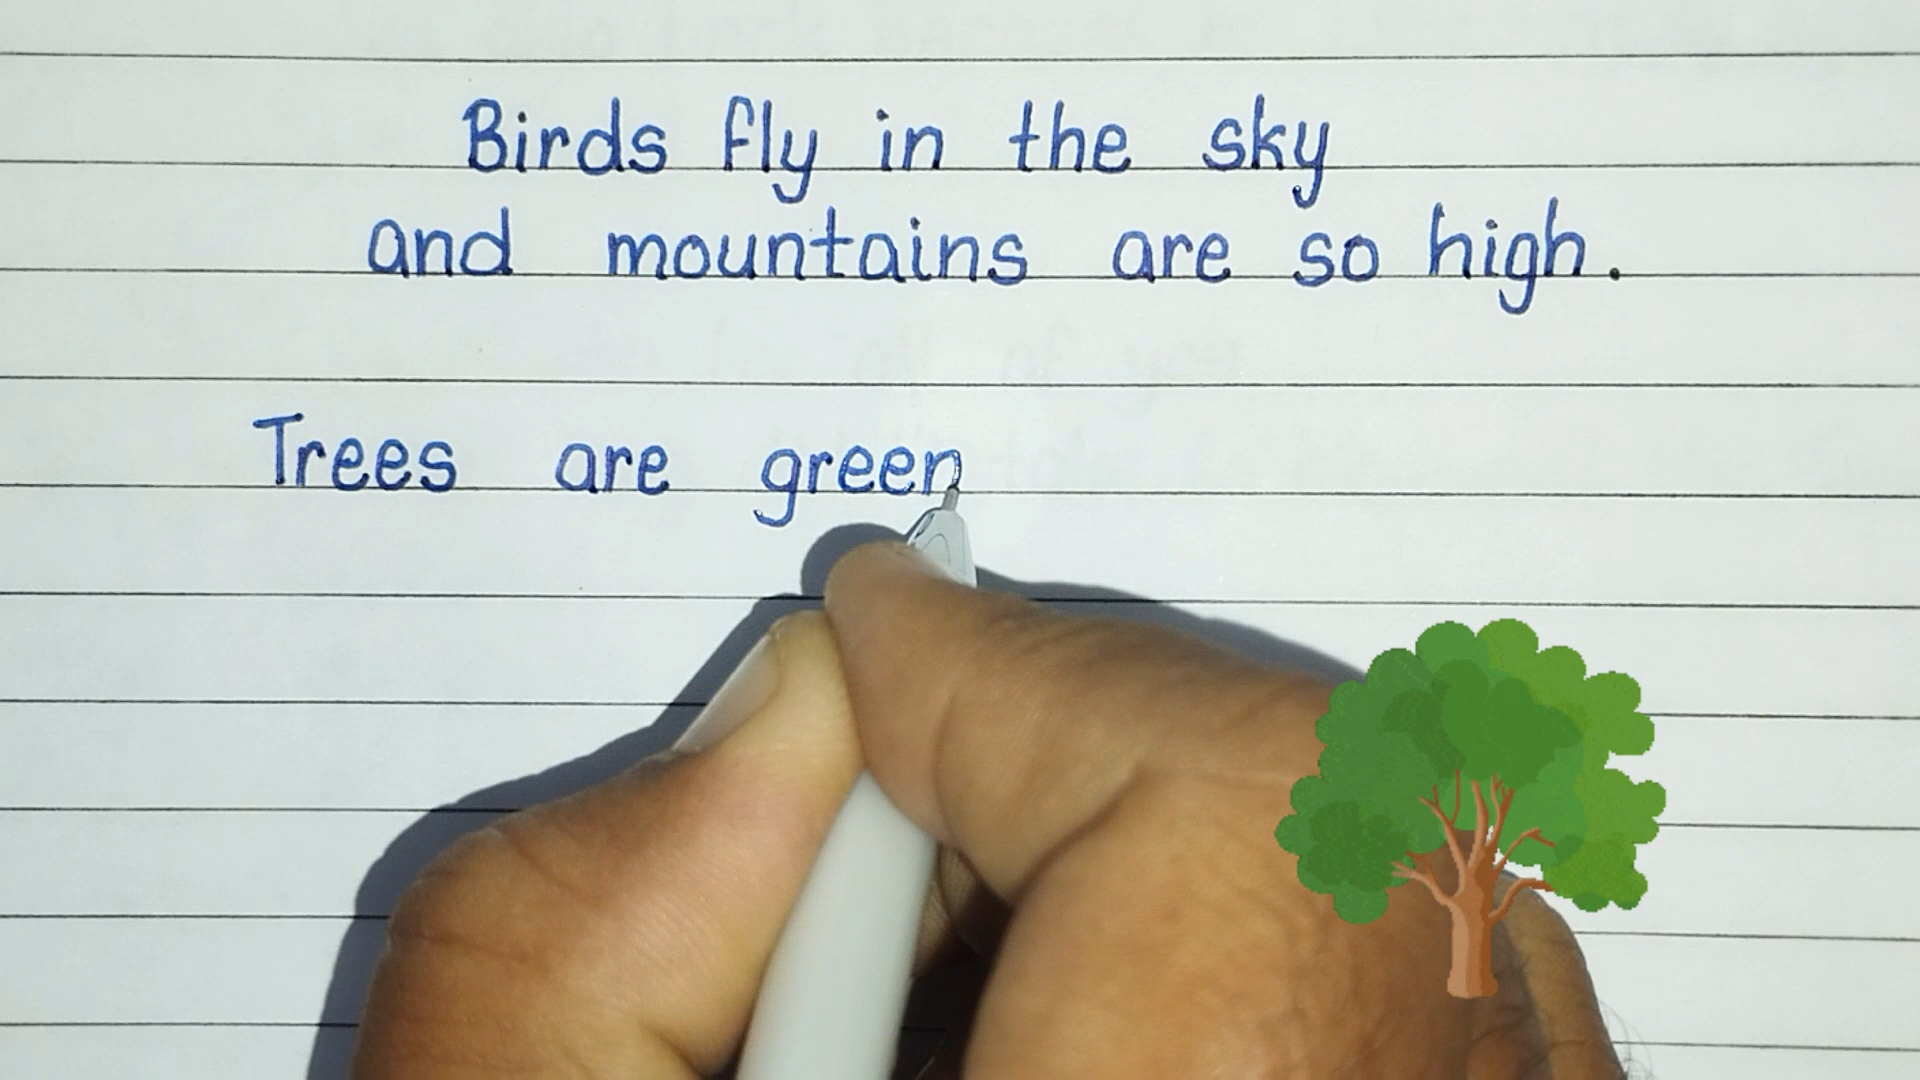 Birds fly in the sky
and mountains are so high.
Trees are green